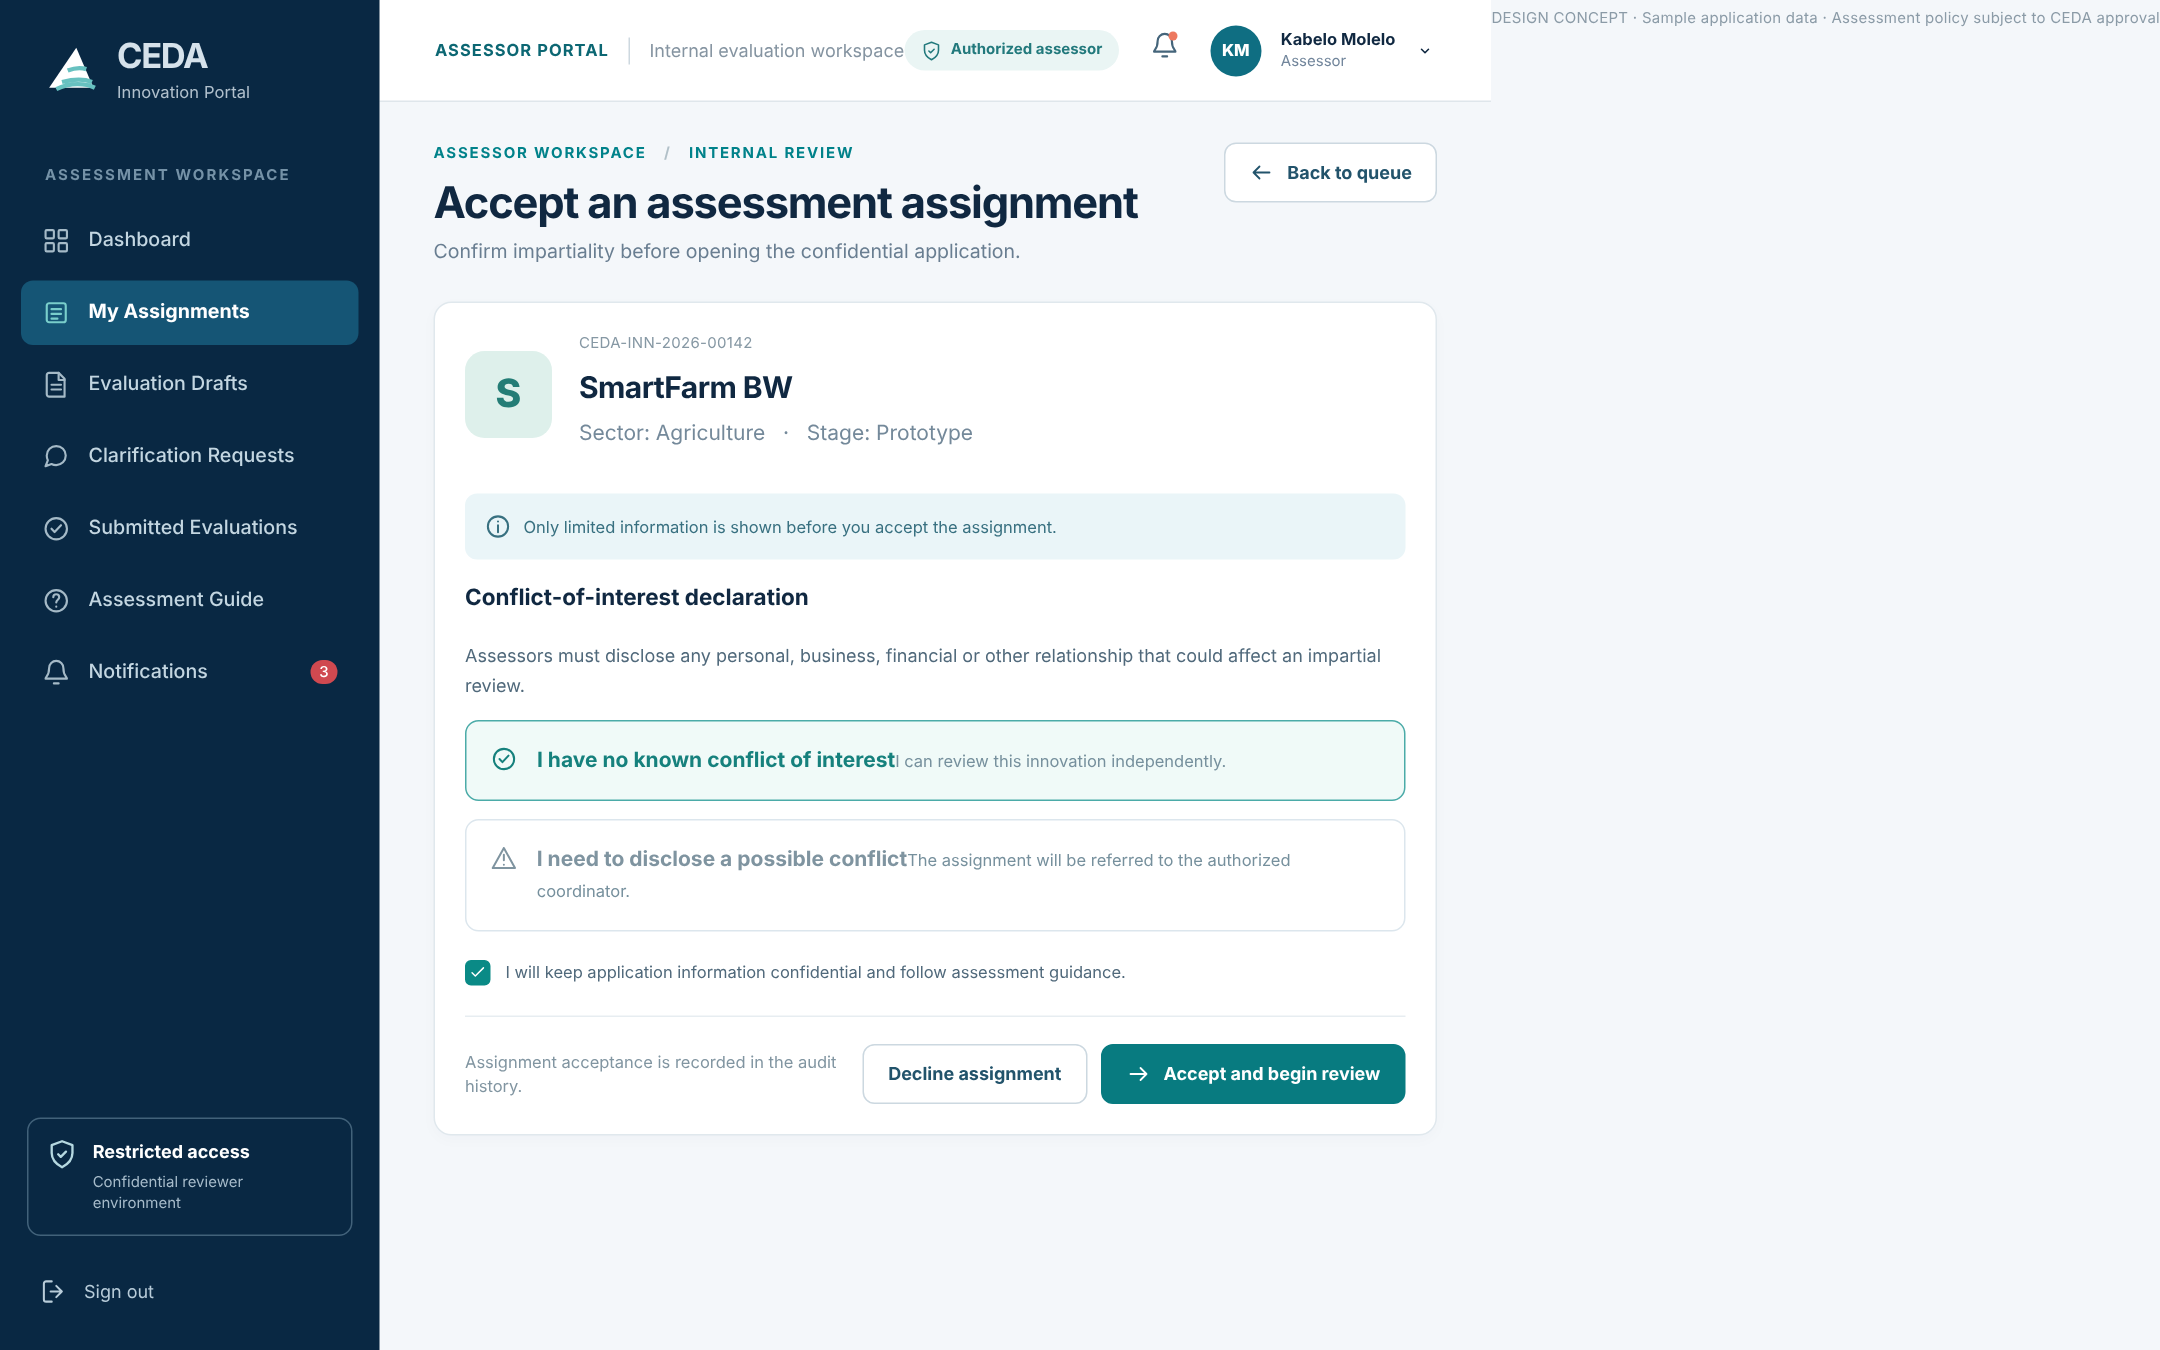 CEDA
Innovation Portal
ASSESSMENT WORKSPACE
Dashboard
My Assignments
Evaluation Drafts
Clarification Requests
Submitted Evaluations
Assessment Guide
Notifications 3
Restricted access
Confidential reviewer
environment
Sign out
ASSESSOR PORTAL Internal evaluation workspace Authorized assessor KM Kabelo Molelo
Assessor
DESIGN CONCEPT · Sample application data · Assessment policy subject to CEDA approval
ASSESSOR WORKSPACE / INTERNAL REVIEW
Accept an assessment assignment
Confirm impartiality before opening the confidential application.
Back to queue
S
CEDA-INN-2026-00142
SmartFarm BW
Sector: Agriculture · Stage: Prototype
Only limited information is shown before you accept the assignment.
Conflict-of-interest declaration
Assessors must disclose any personal, business, financial or other relationship that could affect an impartial
review.
I have no known conflict of interestI can review this innovation independently.
I need to disclose a possible conflictThe assignment will be referred to the authorized
coordinator.
I will keep application information confidential and follow assessment guidance.
Assignment acceptance is recorded in the audit
history.
Decline assignment
Accept and begin review